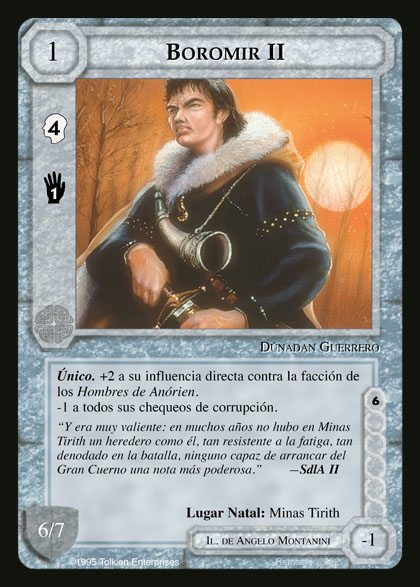 1
BOROMIR II
4
1
DÚNADAN GUERRERO
Único. +2 a su influencia directa contra la facción de
los Hombres de Anórien.
-1 a todos sus chequeos de corrupción.
“Y era muy valiente: en muchos años no hubo en Minas
Tirith un heredero como él, tan resistente a la fatiga, tan
denodado en la batalla, ninguno capaz de arrancar del
Gran Cuerno una nota más poderosa.” —SdlA II
6
Lugar Natal: Minas Tirith
6/7
IL. DE ANGELO MONTANINI
-1
©1995 Tolkien Enterprises